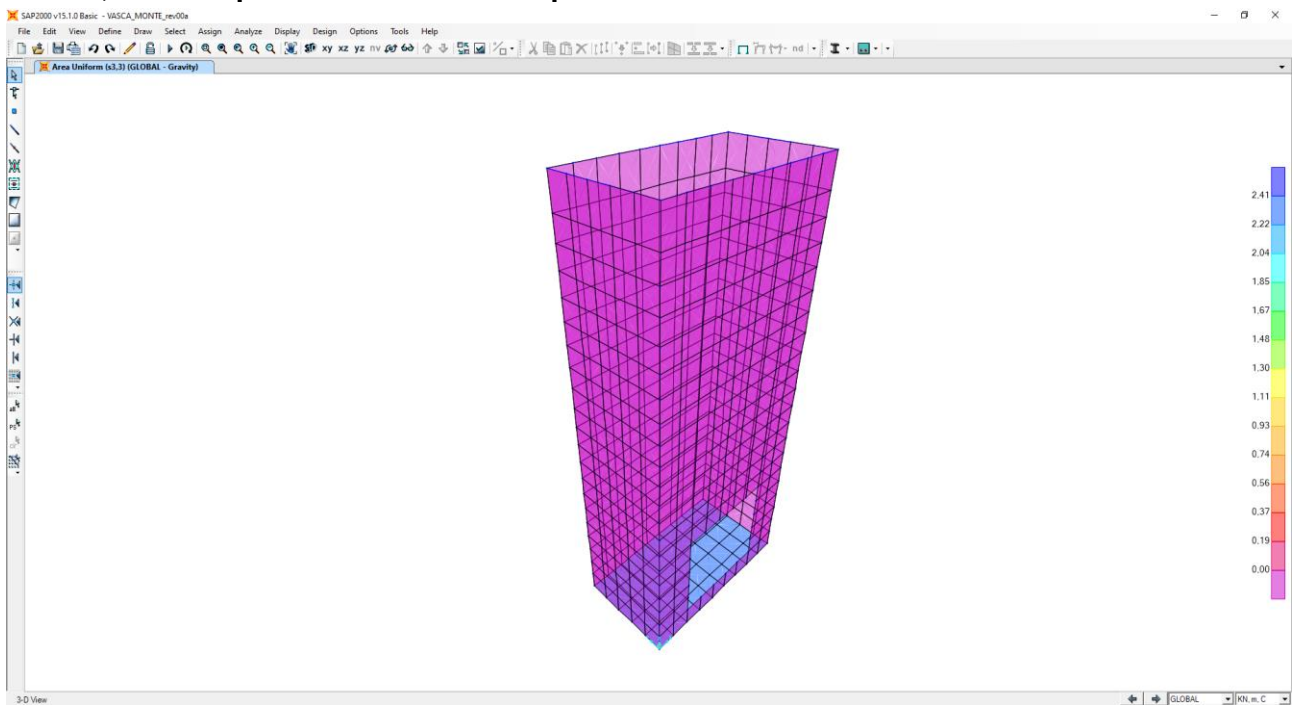 SAP2000 v15.1.0 Basic - VASCA_MONTE_rev00a
File Edit View Define Draw Select Assign Analyze Display Design Options Tools Help
xy xz yz nv nd
Area Uniform (s3,3) (GLOBAL - Gravity)
2.41
2.22
2.04
1.85
1.67
1.48
1.30
1.11
0.93
0.74
0.56
0.37
0.19
0.00
3-D View
GLOBAL
KN, m, C